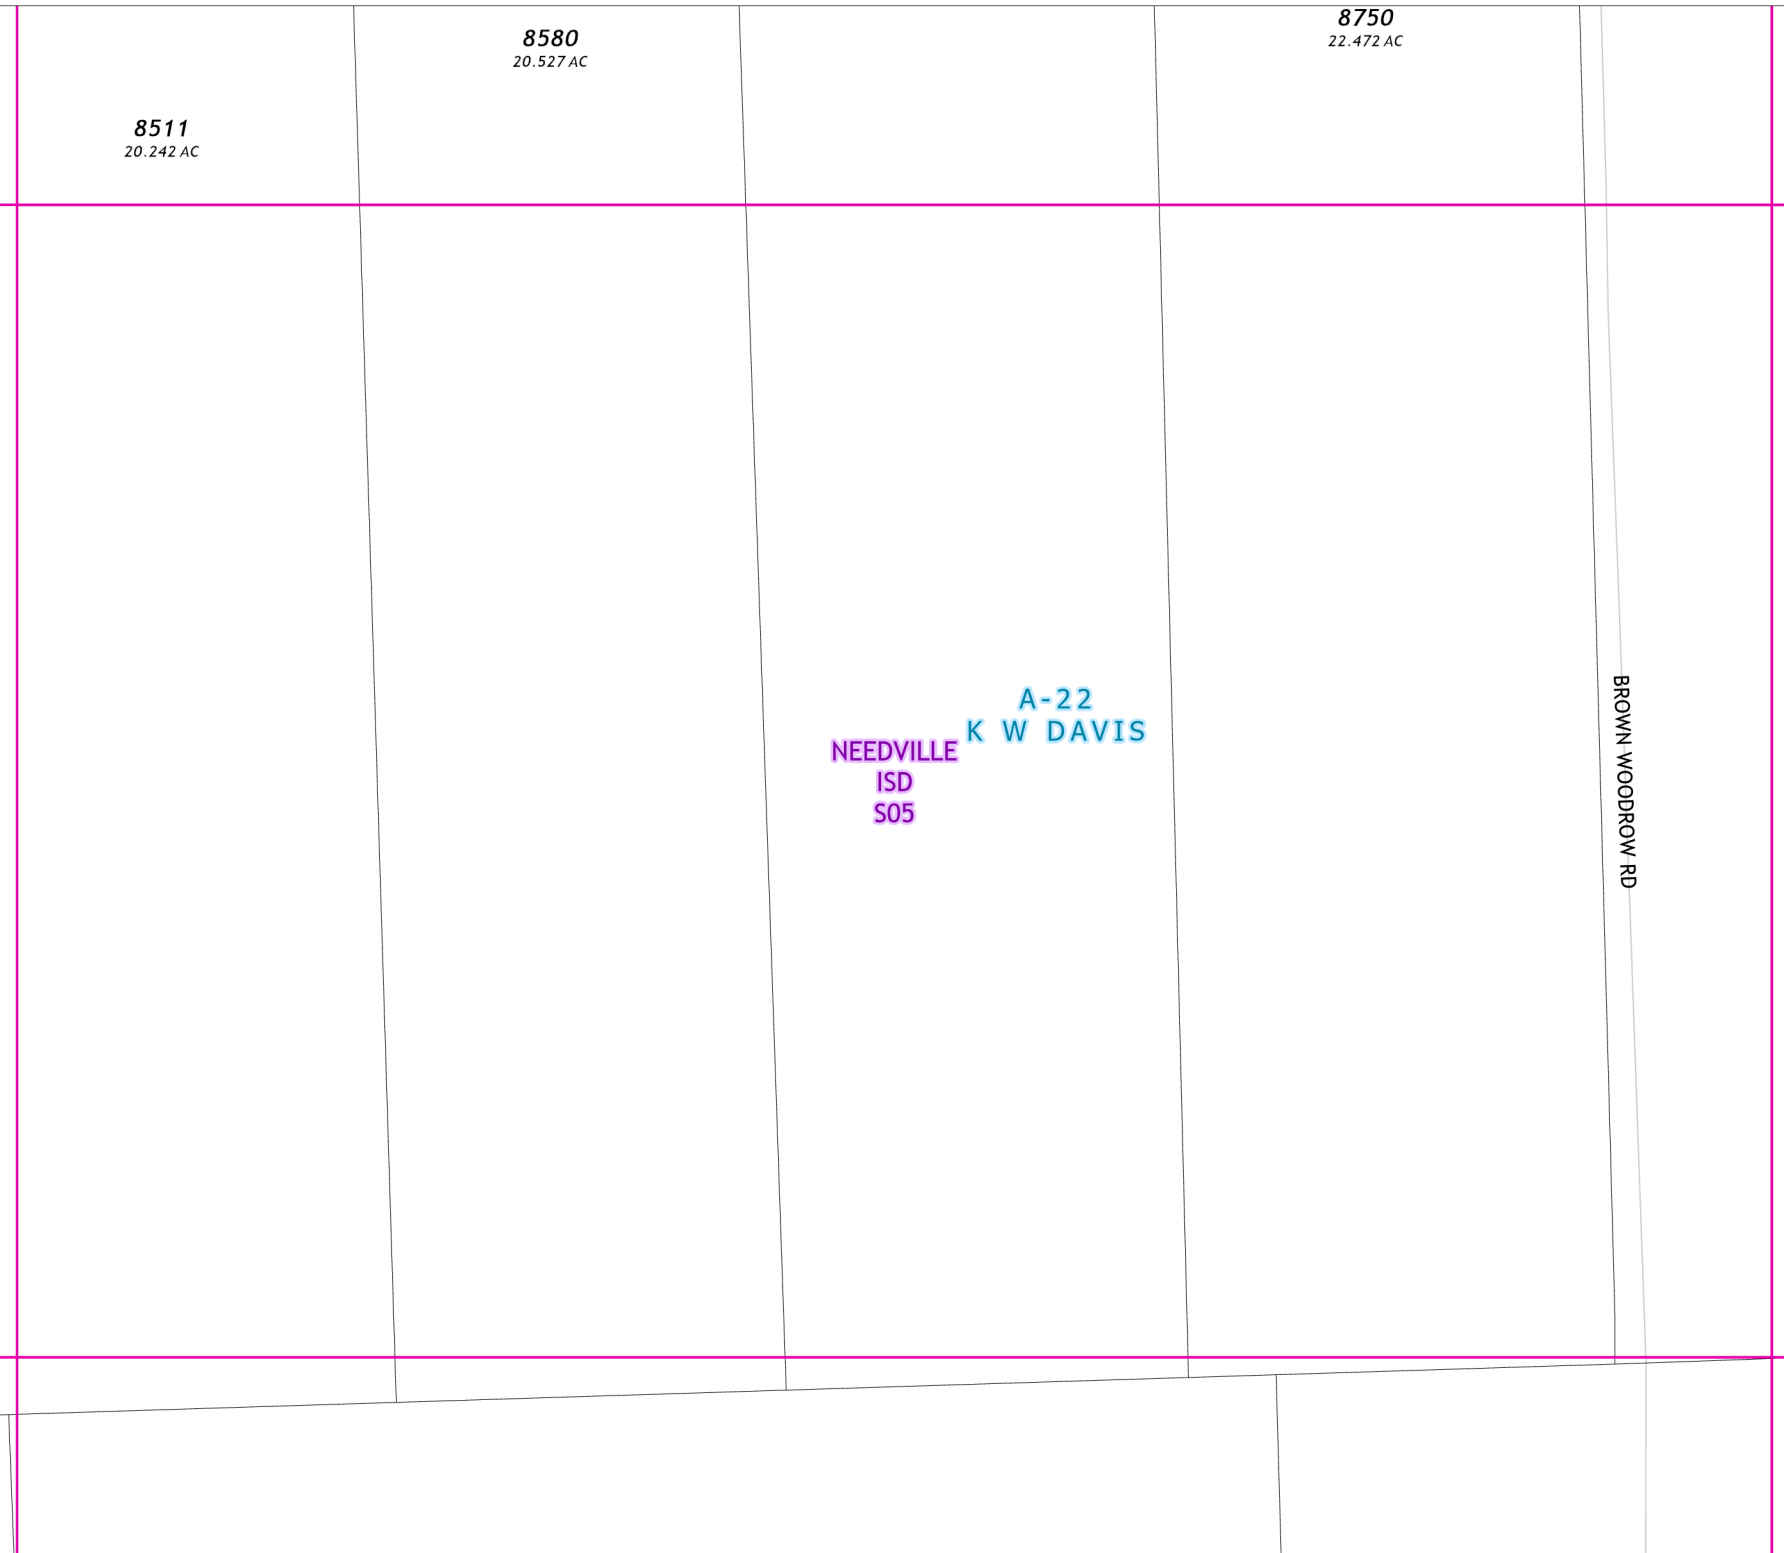 8750
22.472 AC
8580
20.527 AC
8511
20.242 AC
A-22
K W DAVIS
NEEDVILLE
ISD
S05
BROWN WOODROW RD